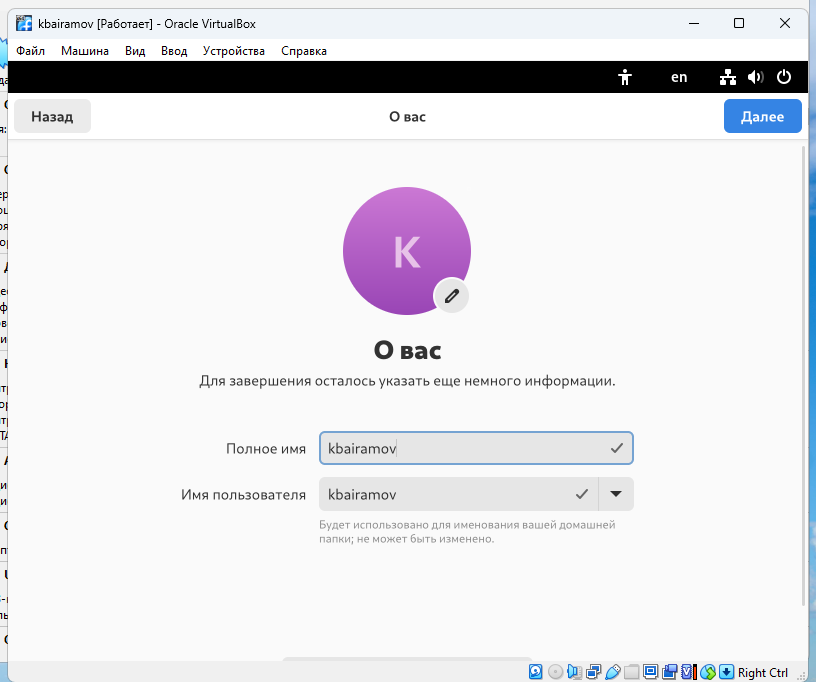 kbairamov [Работает] - Oracle VirtualBox
Файл Машина Вид Ввод Устройства Справка
en
Назад О вас Далее
K
О вас
Для завершения осталось указать еще немного информации.
Полное имя kbairamov
Имя пользователя kbairamov
Будет использовано для именования вашей домашней
папки; не может быть изменено.
Right Ctrl